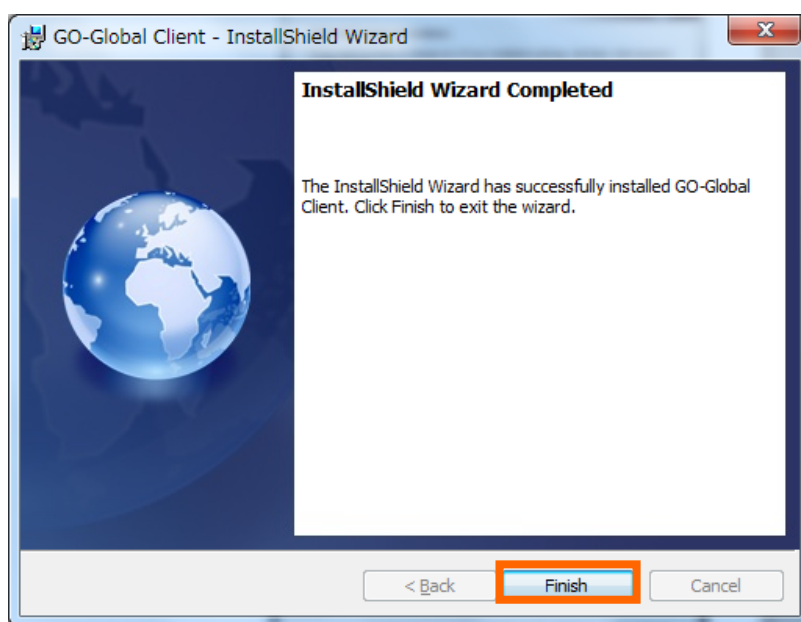 GO-Global Client - InstallShield Wizard
InstallShield Wizard Completed
The InstallShield Wizard has successfully installed GO-Global
Client. Click Finish to exit the wizard.
< Back Finish Cancel